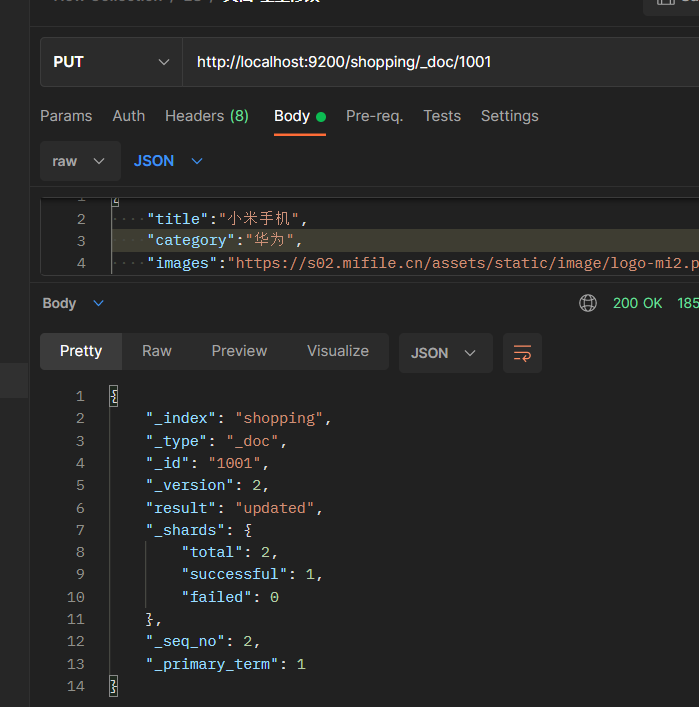 PUT http://localhost:9200/shopping/_doc/1001
Params Auth Headers (8) Body Pre-req. Tests Settings
raw JSON
1 {
2 "title":"小米手机",
3 "category":"华为",
4 "images":"https://s02.mifile.cn/assets/static/image/logo-mi2.p
Body 200 OK 185
Pretty Raw Preview Visualize JSON
1 {
2 "_index": "shopping",
3 "_type": "_doc",
4 "_id": "1001",
5 "_version": 2,
6 "result": "updated",
7 "_shards": {
8 "total": 2,
9 "successful": 1,
10 "failed": 0
11 },
12 "_seq_no": 2,
13 "_primary_term": 1
14 }